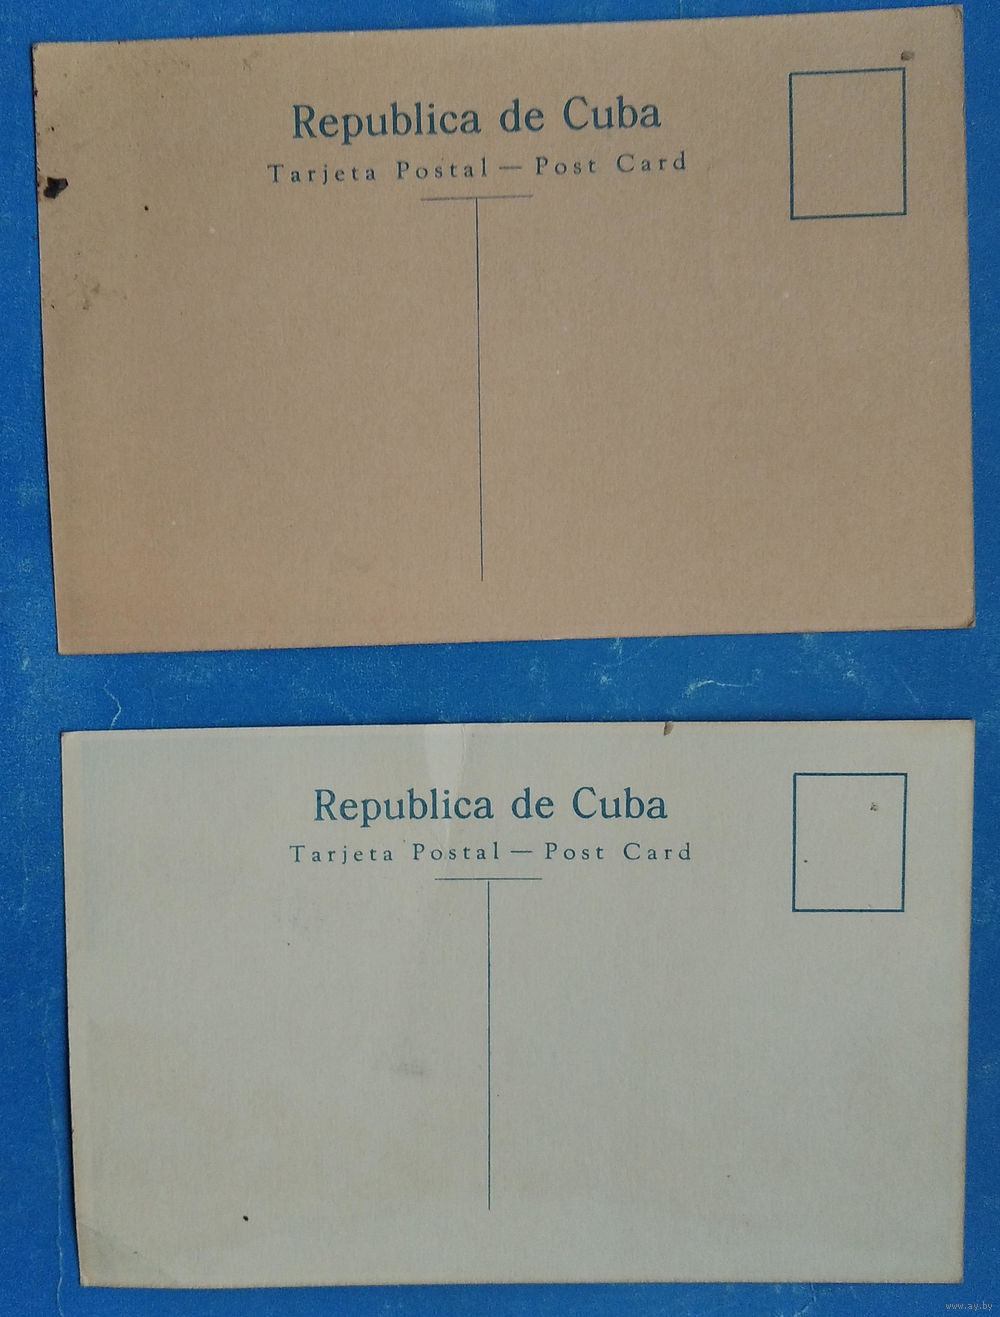 Republica de Cuba
Tarjeta Postal — Post Card
Republica de Cuba
Tarjeta Postal — Post Card
www.ay.by